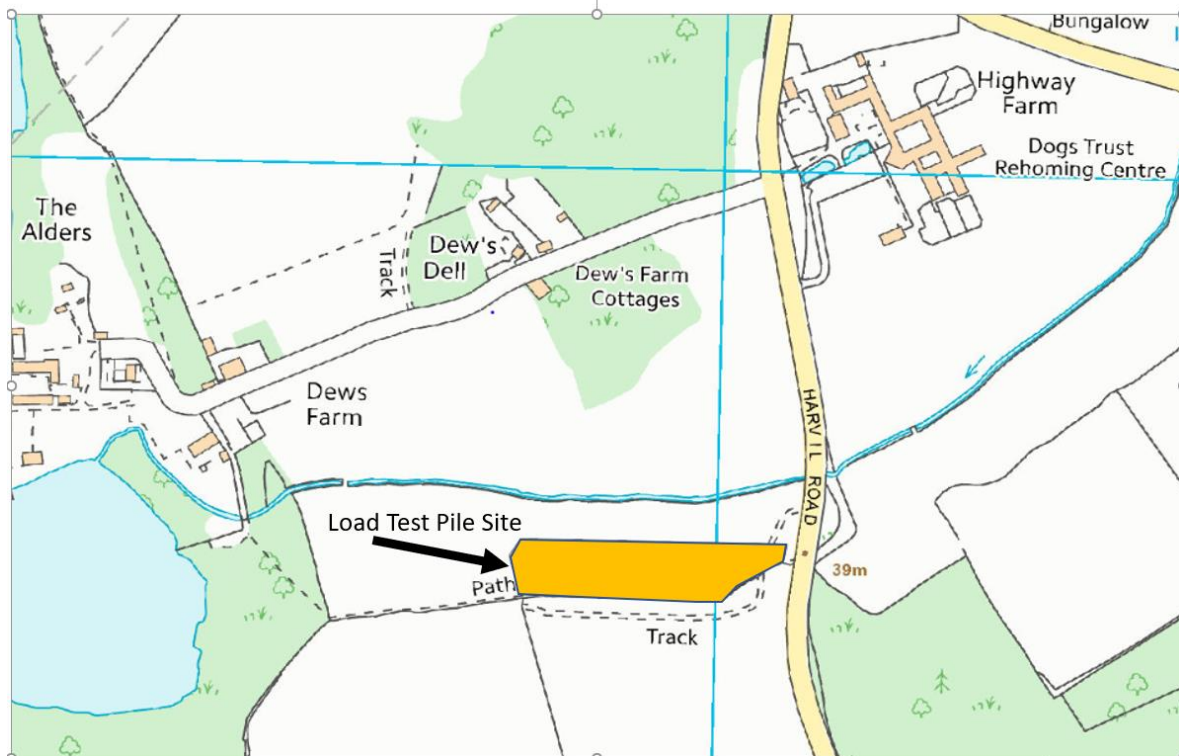 Bungalow
Highway
Farm
Dogs Trust
Rehoming Centre
The
Alders
Dew's
Dell
Track
Dew's Farm
Cottages
Dews
Farm
HARVIL ROAD
Load Test Pile Site
39m
Path
Track